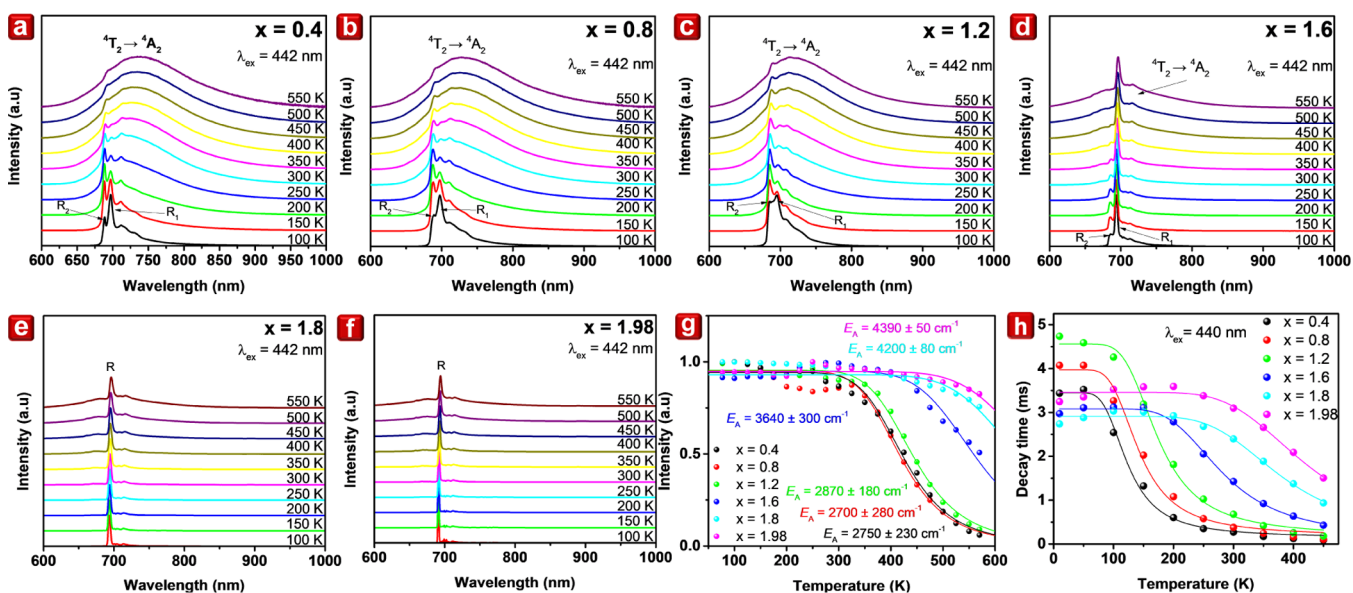 a
x = 0.4
⁴T₂→ ⁴A₂
λₑₓ = 442 nm
550 K
500 K
450 K
400 K
350 K
300 K
250 K
200 K
150 K
100 K
R₂
R₁
Intensity (a.u)
600 650 700 750 800 850 900 950 1000
Wavelength (nm)
b
x = 0.8
⁴T₂→ ⁴A₂
λₑₓ = 442 nm
550 K
500 K
450 K
400 K
350 K
300 K
250 K
200 K
150 K
100 K
R₂
R₁
Intensity (a.u)
600 700 800 900 1000
Wavelength (nm)
c
x = 1.2
⁴T₂→ ⁴A₂
λₑₓ = 442 nm
550 K
500 K
450 K
400 K
350 K
300 K
250 K
200 K
150 K
100 K
R₂
R₁
Intensity (a.u)
600 700 800 900 1000
Wavelength (nm)
d
x = 1.6
⁴T₂→ ⁴A₂
λₑₓ = 442 nm
550 K
500 K
450 K
400 K
350 K
300 K
250 K
200 K
150 K
100 K
R₂
R₁
Intensity (a.u)
600 700 800 900 1000
Wavelength (nm)
e
x = 1.8
λₑₓ = 442 nm
R
550 K
500 K
450 K
400 K
350 K
300 K
250 K
200 K
150 K
100 K
Intensity (a.u)
600 700 800 900 1000
Wavelength (nm)
f
x = 1.98
λₑₓ = 442 nm
R
550 K
500 K
450 K
400 K
350 K
300 K
250 K
200 K
150 K
100 K
Intensity (a.u)
600 700 800 900 1000
Wavelength (nm)
g
E_A = 4390 ± 50 cm⁻¹
E_A = 4200 ± 80 cm⁻¹
E_A = 3640 ± 300 cm⁻¹
x = 0.4
x = 0.8
x = 1.2
x = 1.6
x = 1.8
x = 1.98
E_A = 2870 ± 180 cm⁻¹
E_A = 2700 ± 280 cm⁻¹
E_A = 2750 ± 230 cm⁻¹
1.0
0.5
0.0
Intensity (a.u)
100 200 300 400 500 600
Temperature (K)
h
λₑₓ = 440 nm
x = 0.4
x = 0.8
x = 1.2
x = 1.6
x = 1.8
x = 1.98
5
4
3
2
1
0
Decay time (ms)
0 100 200 300 400
Temperature (K)